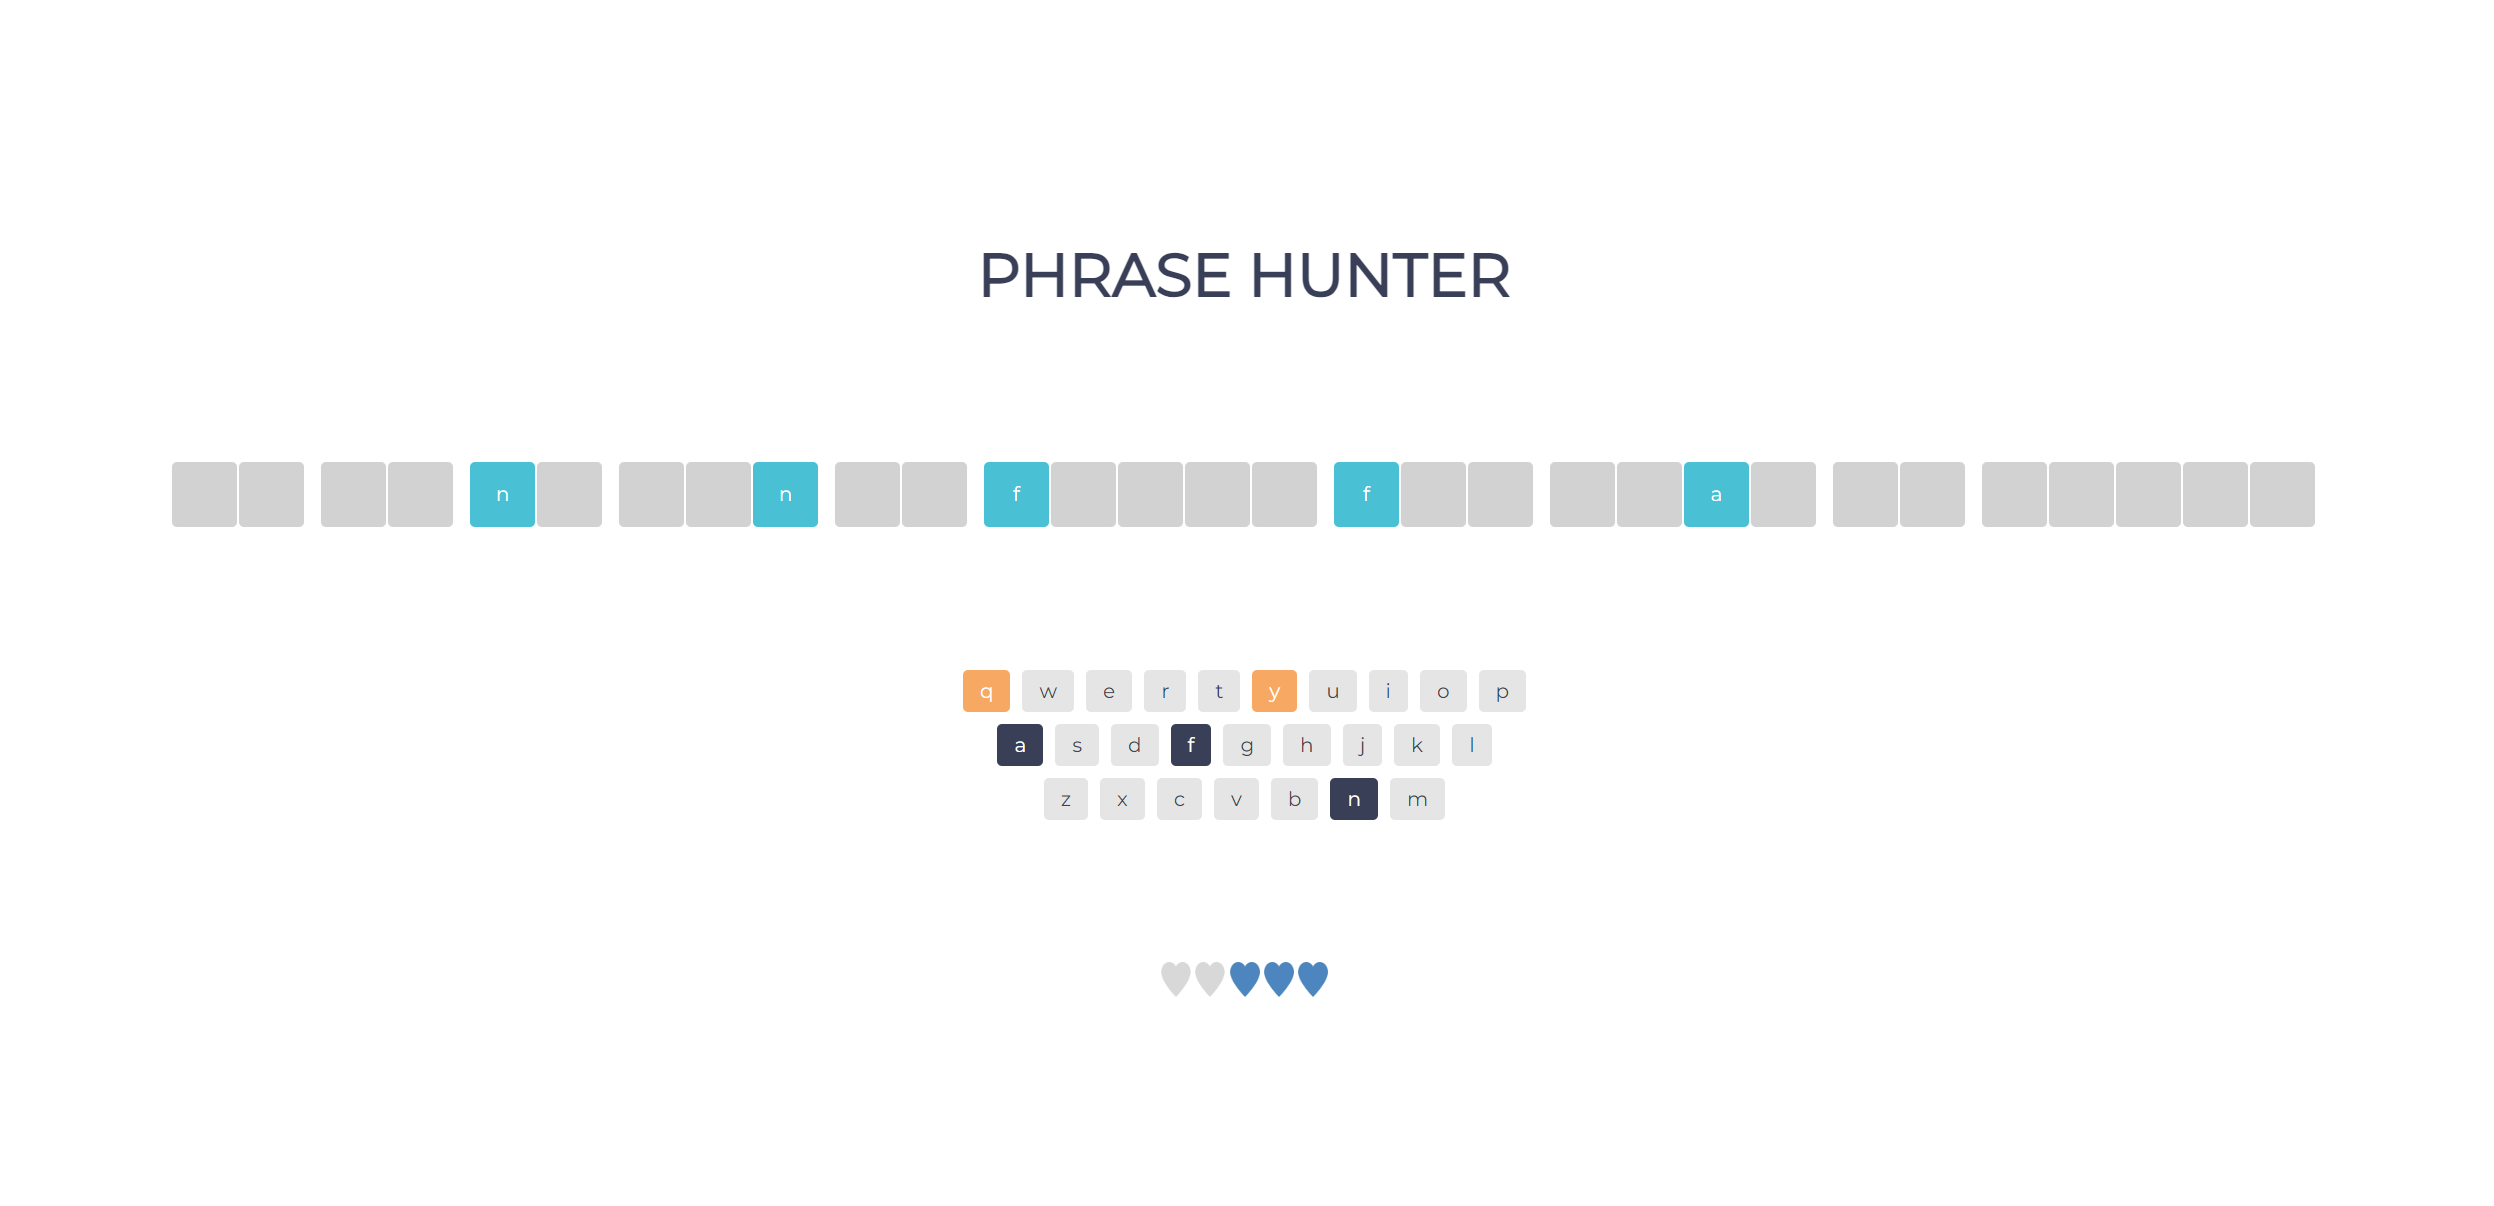 PHRASE HUNTER
n n f f a
q w e r t y u i o p
a s d f g h j k l
z x c v b n m